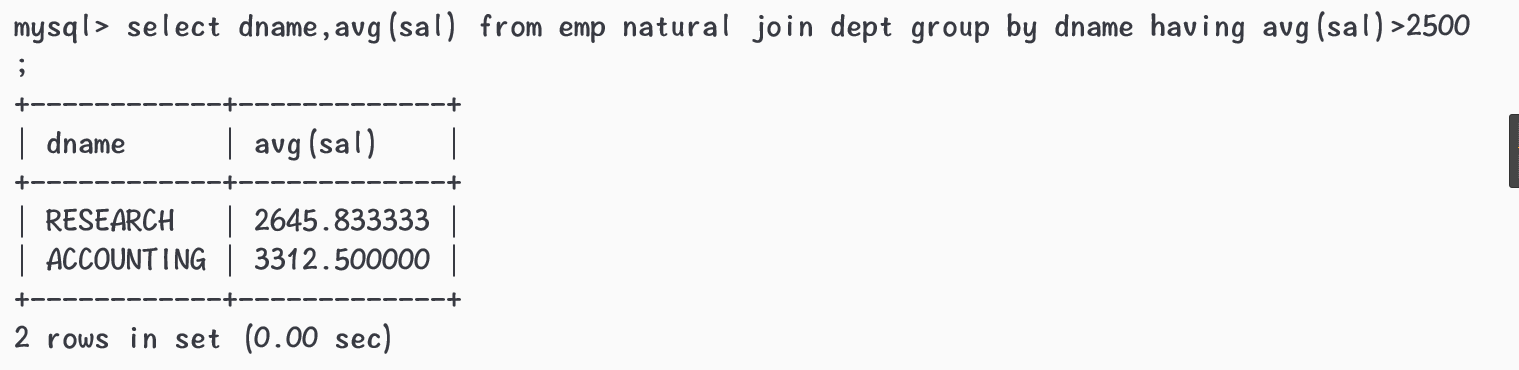 mysql> select dname,avg(sal) from emp natural join dept group by dname having avg(sal)>2500
;
+------------+-------------+
| dname      | avg(sal)    |
+------------+-------------+
| RESEARCH   | 2645.833333 |
| ACCOUNTING | 3312.500000 |
+------------+-------------+
2 rows in set (0.00 sec)